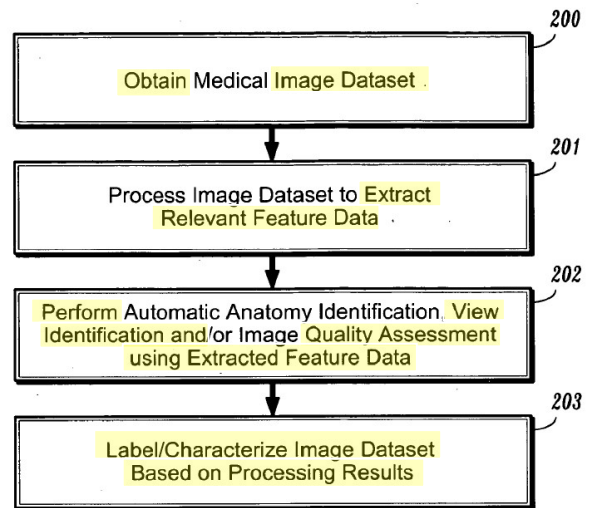 200
Obtain Medical Image Dataset
201
Process Image Dataset to Extract
Relevant Feature Data
202
Perform Automatic Anatomy Identification, View
Identification and/or Image Quality Assessment
using Extracted Feature Data
203
Label/Characterize Image Dataset
Based on Processing Results